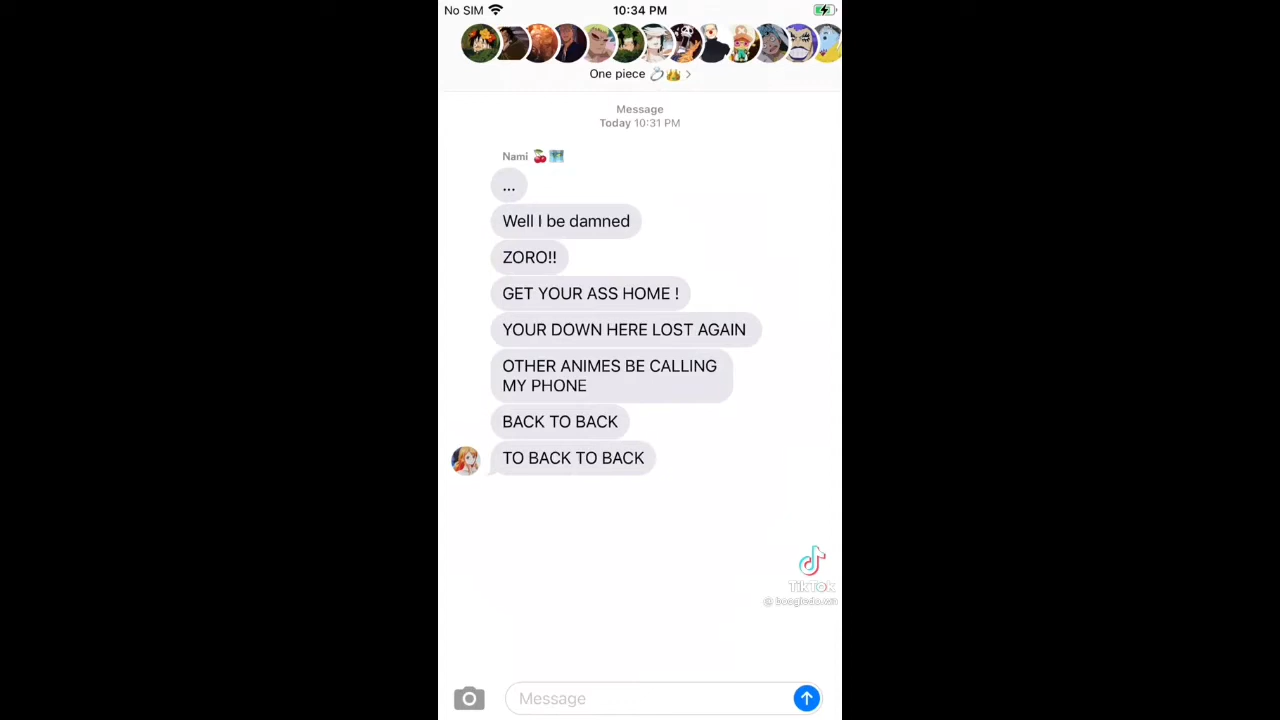 No SIM 10:34 PM
One piece 💍👑 >
Message
Today 10:31 PM
Nami 🍒🗺️
...
Well I be damned
ZORO!!
GET YOUR ASS HOME !
YOUR DOWN HERE LOST AGAIN
OTHER ANIMES BE CALLING
MY PHONE
BACK TO BACK
TO BACK TO BACK
TikTok
@ boogiedo.wn
Message